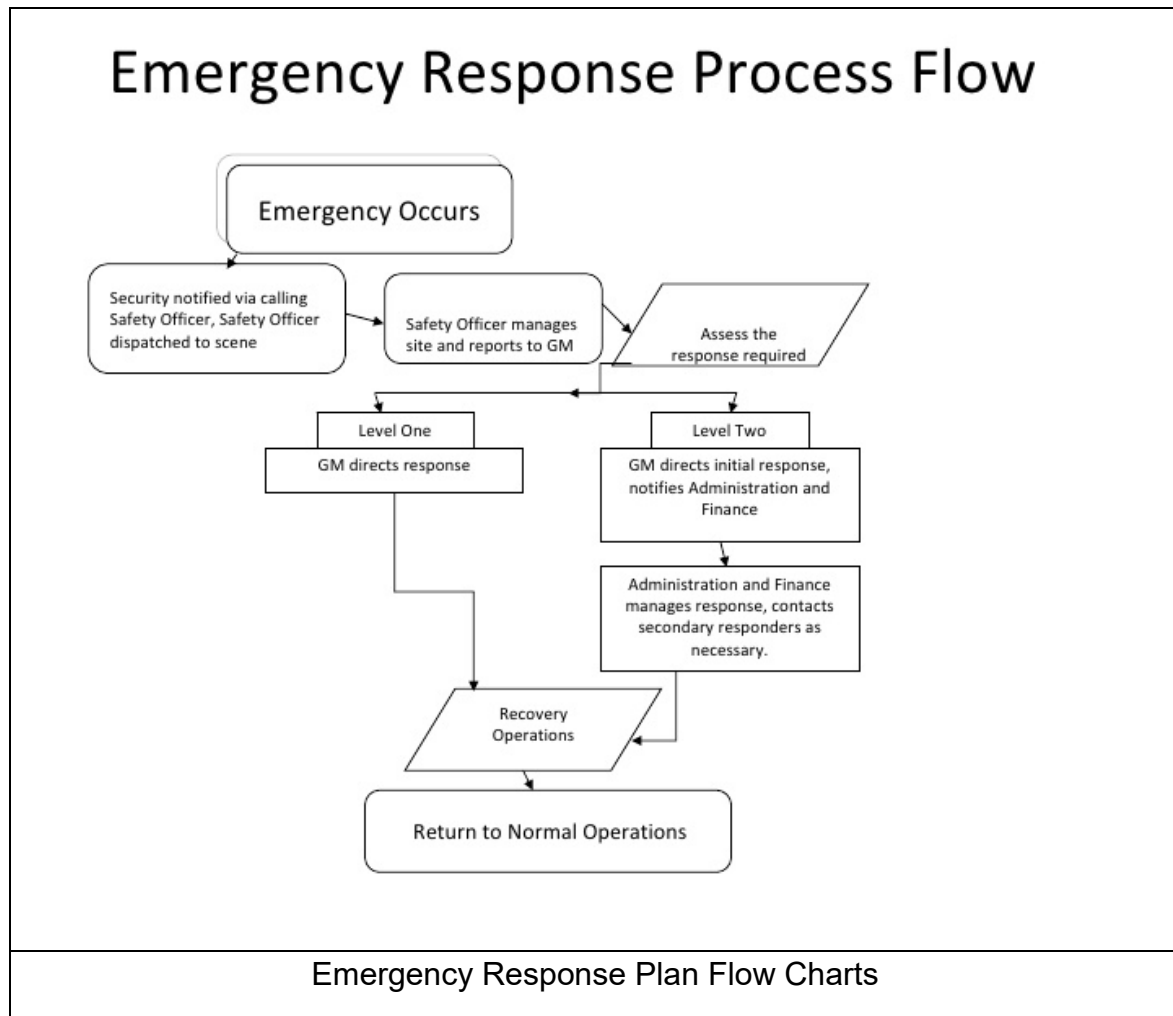 Emergency Response Process Flow
Emergency Occurs
Security notified via calling
Safety Officer, Safety Officer
dispatched to scene
Safety Officer manages
site and reports to GM
Assess the
response required
Level One
GM directs response
Level Two
GM directs initial response,
notifies Administration and
Finance
Administration and Finance
manages response, contacts
secondary responders as
necessary.
Recovery
Operations
Return to Normal Operations
Emergency Response Plan Flow Charts